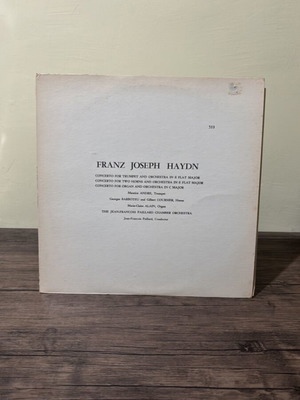 535
FRANZ JOSEPH HAYDN
CONCERTO FOR TRUMPET AND ORCHESTRA IN E FLAT MAJOR
CONCERTO FOR TWO HORNS AND ORCHESTRA IN E FLAT MAJOR
CONCERTO FOR ORGAN AND ORCHESTRA IN C MAJOR
Maurice ANDRE, Trumpet
Georges BARBOTEU and Gilbert COURSIER, Horns
Marie-Claire ALAIN, Organ
THE JEAN-FRANÇOIS PAILLARD CHAMBER ORCHESTRA
Jean-François Paillard, Conductor